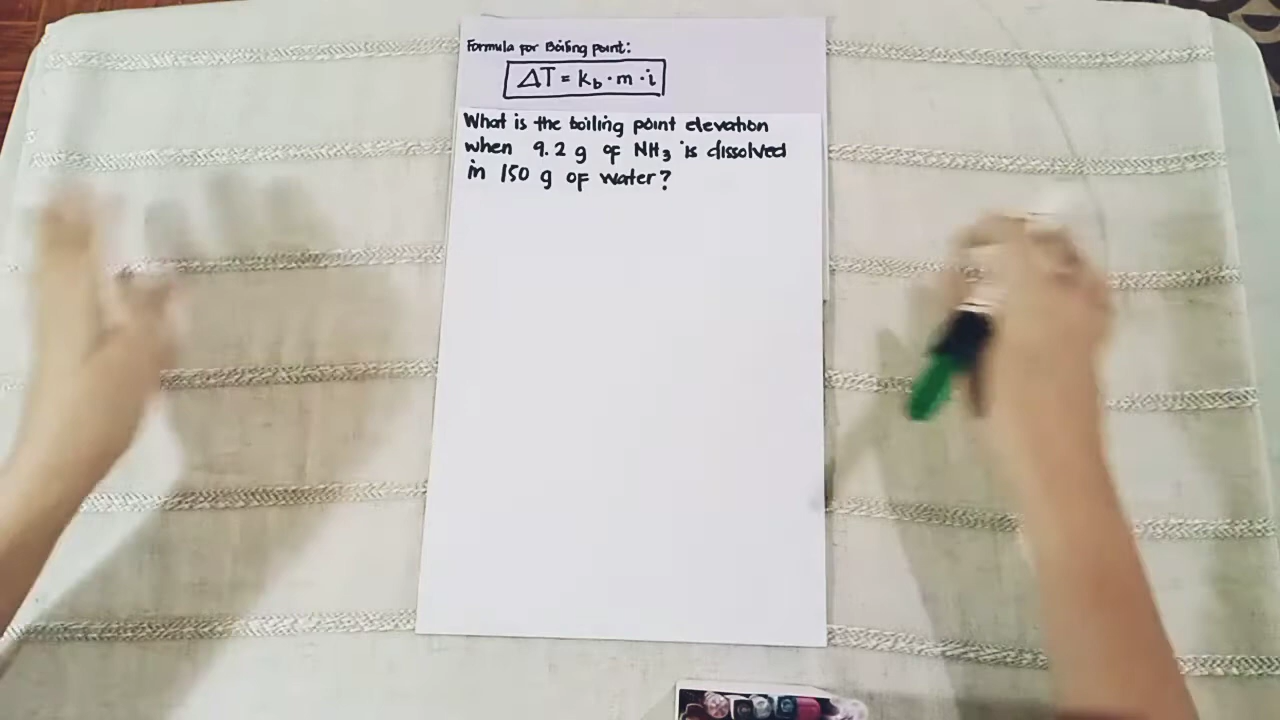 Formula for Boiling point:
ΔT = kb · m · i
What is the boiling point elevation
when 9.2 g of NH3 is dissolved
in 150 g of water?